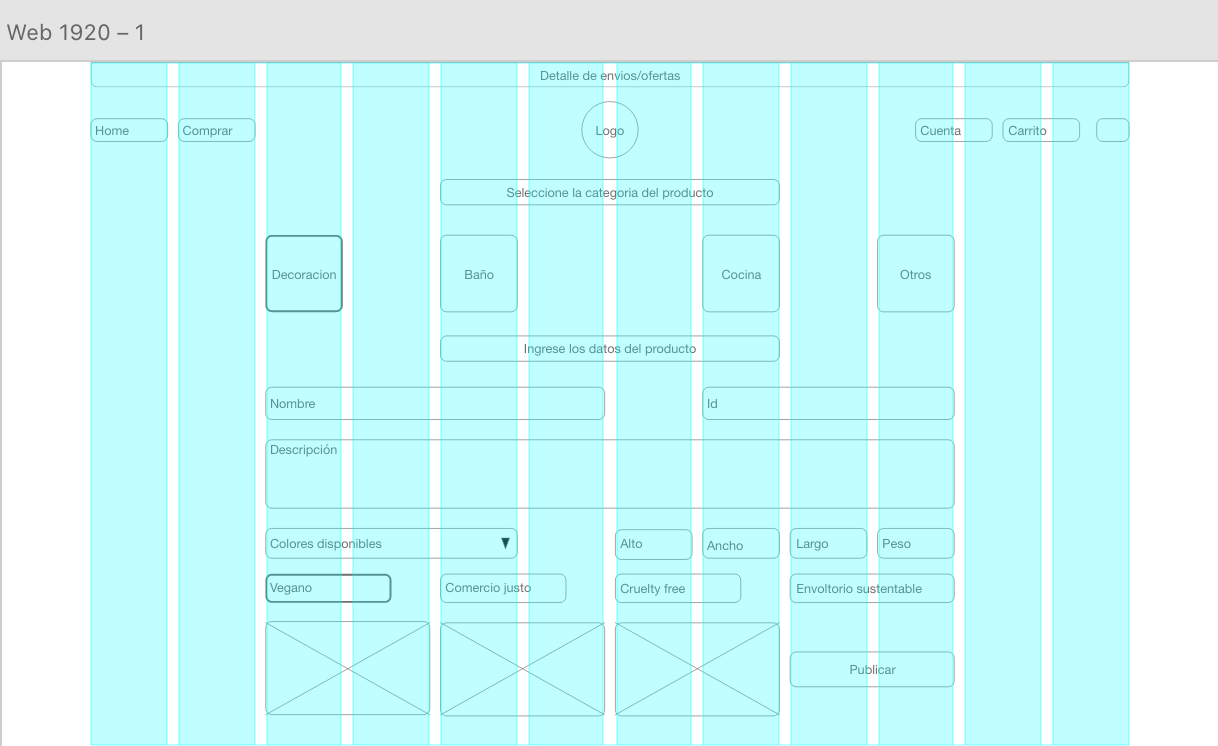 Web 1920 – 1
Detalle de envios/ofertas
Home
Comprar
Logo
Cuenta
Carrito
Seleccione la categoria del producto
Decoracion
Baño
Cocina
Otros
Ingrese los datos del producto
Nombre
Id
Descripción
Colores disponibles
Alto
Ancho
Largo
Peso
Vegano
Comercio justo
Cruelty free
Envoltorio sustentable
Publicar